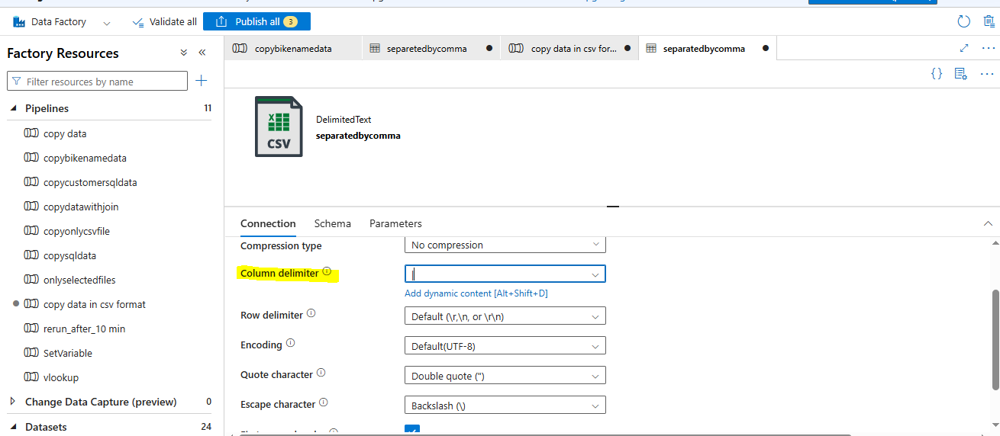 Data Factory
Validate all
Publish all 3
Factory Resources
Filter resources by name
Pipelines 11
copy data
copybikenamedata
copycustomersqldata
copydatawithjoin
copyonlycsvfile
copysqldata
onlyselectedfiles
copy data in csv format
rerun_after_10 min
SetVariable
vlookup
Change Data Capture (preview) 0
Datasets 24
copybikenamedata
separetedbycomma
copy data in csv for...
separatedbycomma
{}
CSV
DelimitedText
separatedbycomma
Connection
Schema
Parameters
Compression type
No compression
Column delimiter
|
Add dynamic content [Alt+Shift+D]
Row delimiter
Default (\r,\n, or \r\n)
Encoding
Default(UTF-8)
Quote character
Double quote (")
Escape character
Backslash (\)